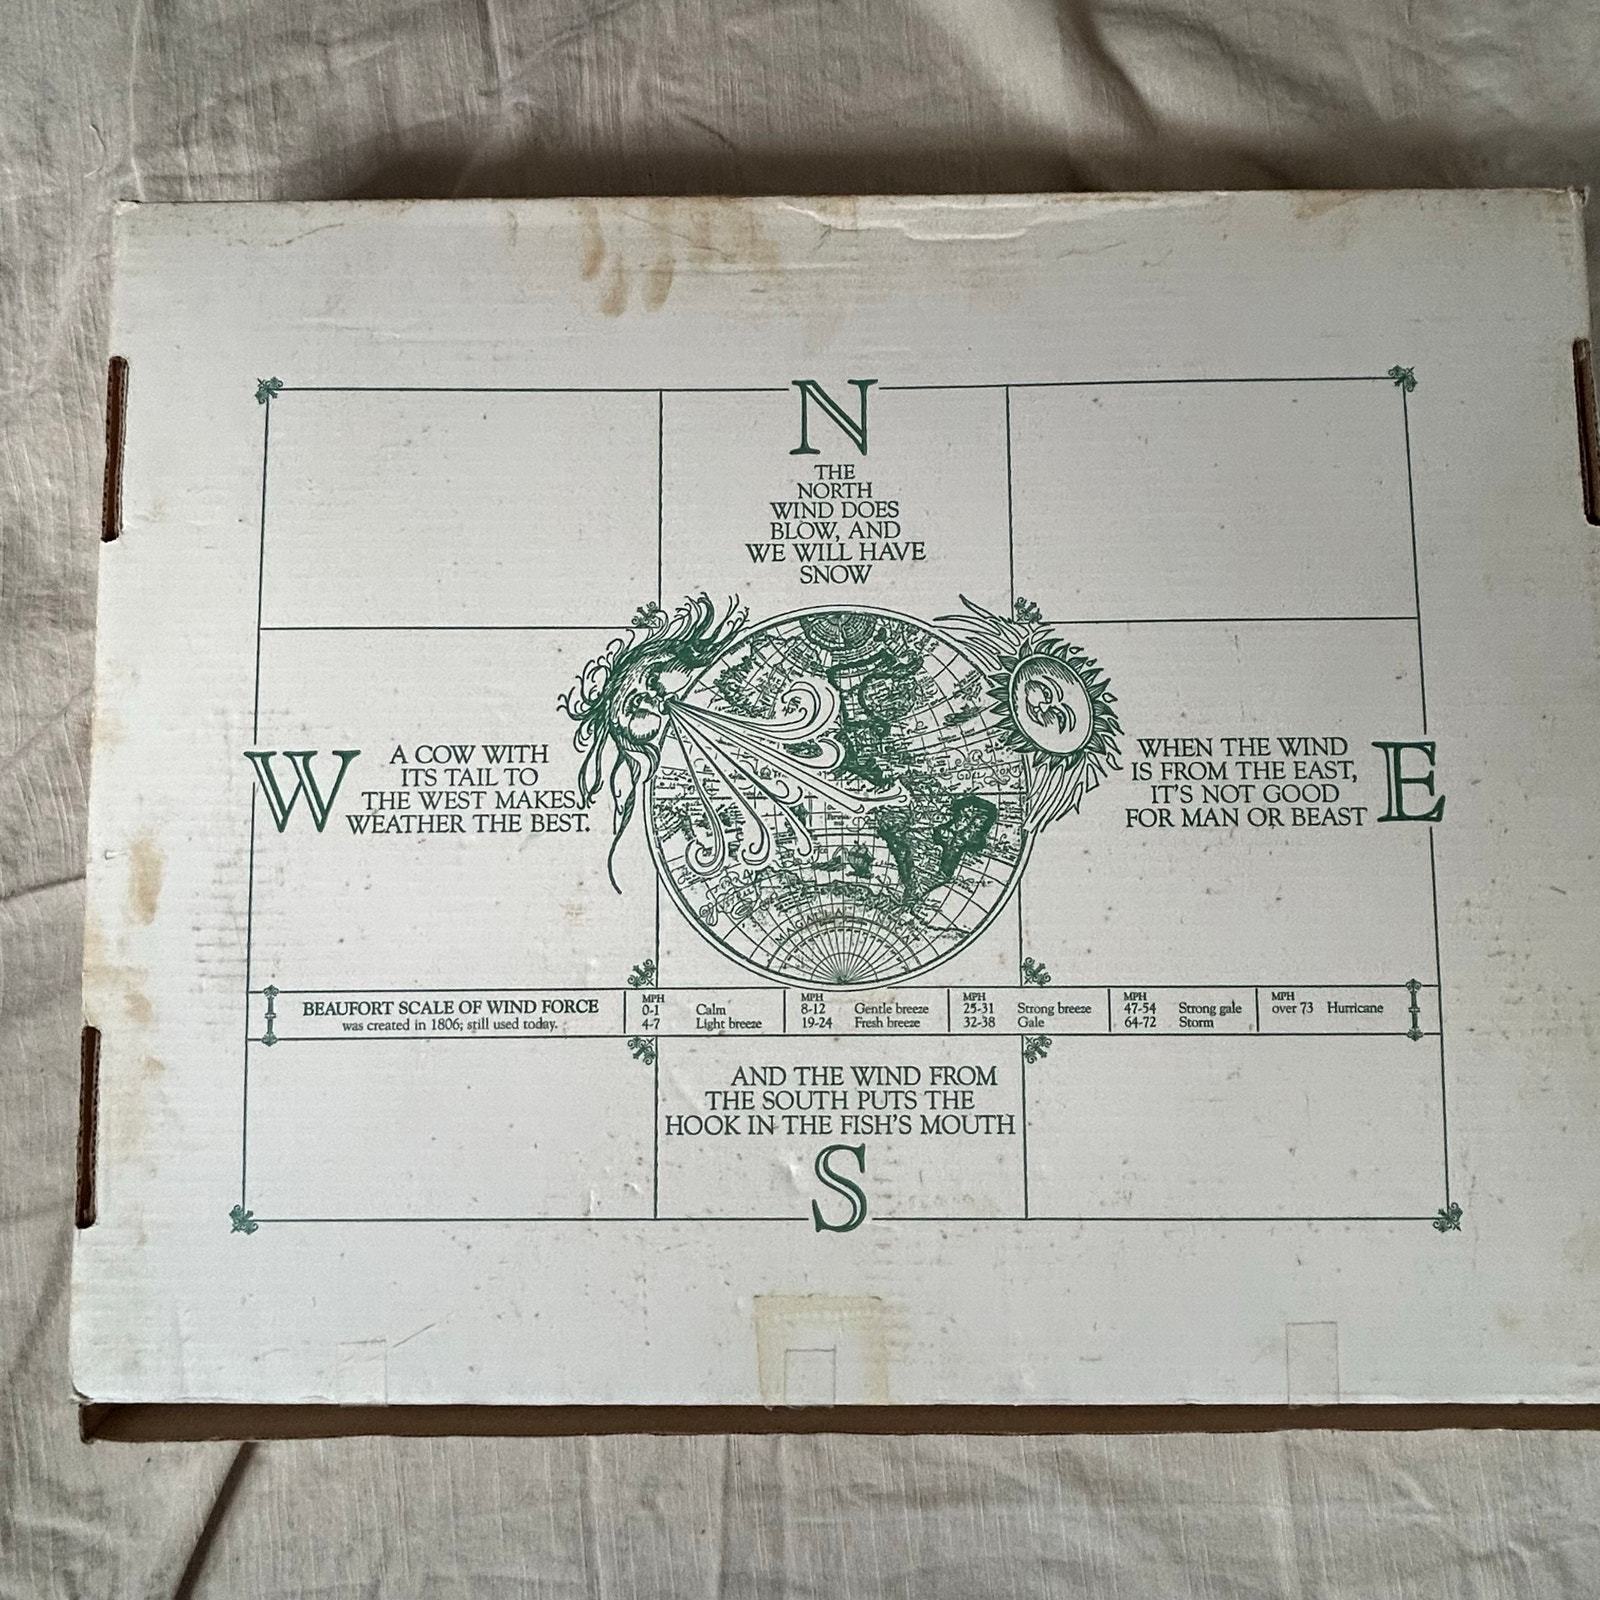 N
THE
NORTH
WIND DOES
BLOW, AND
WE WILL HAVE
SNOW
W
A COW WITH
ITS TAIL TO
THE WEST MAKES
WEATHER THE BEST.
WHEN THE WIND
IS FROM THE EAST,
IT'S NOT GOOD
FOR MAN OR BEAST
E
BEAUFORT SCALE OF WIND FORCE
was created in 1806; still used today.
MPH
0-1 Calm
4-7 Light breeze
MPH
8-12 Gentle breeze
19-24 Fresh breeze
MPH
25-31 Strong breeze
32-38 Gale
MPH
47-54 Strong gale
64-72 Storm
MPH
over 73 Hurricane
AND THE WIND FROM
THE SOUTH PUTS THE
HOOK IN THE FISH'S MOUTH
S